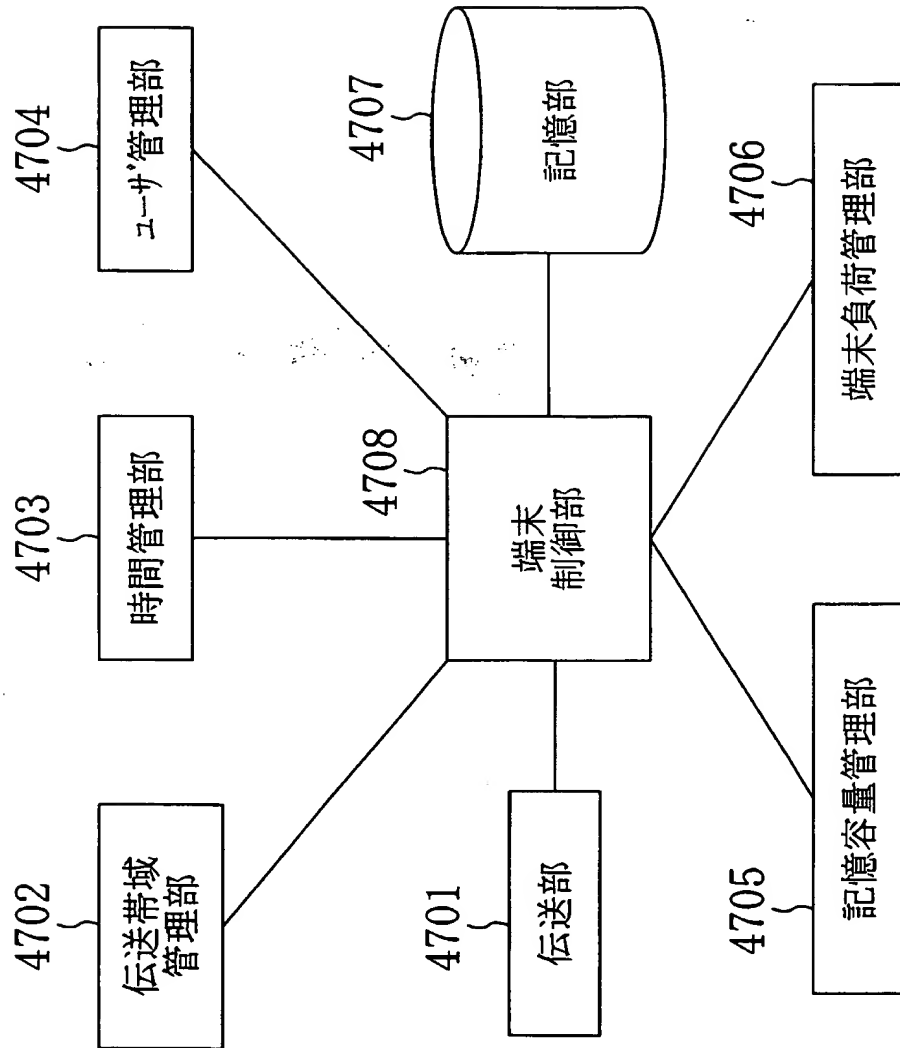 4702
伝送帯域
管理部
4703
時間管理部
4704
ユーザ管理部
4701
伝送部
4708
端末
制御部
4707
記憶部
4705
記憶容量管理部
4706
端末負荷管理部